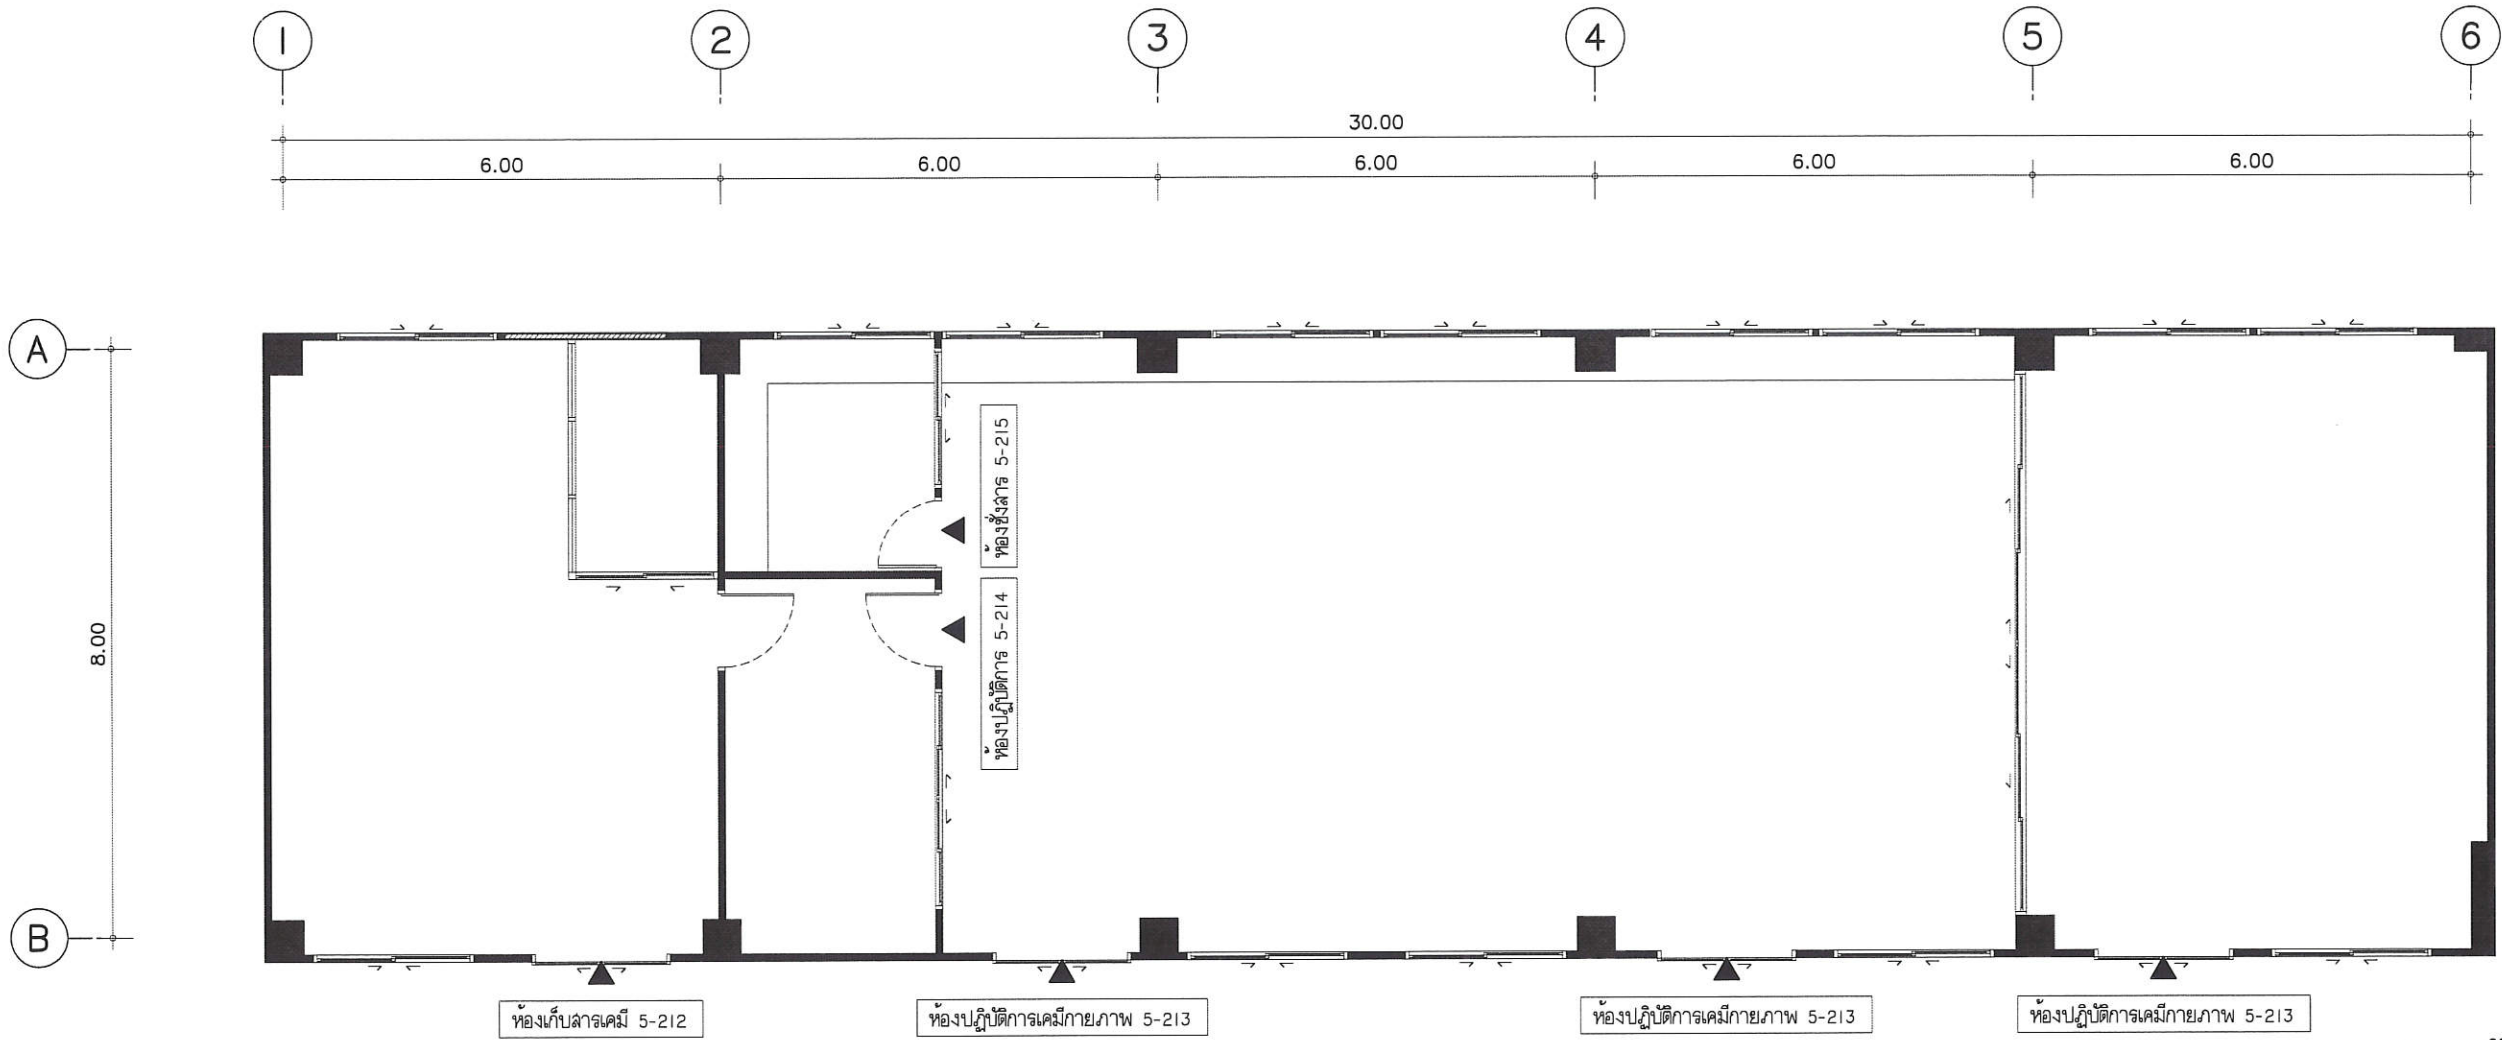 1
2
3
4
5
6
30.00
6.00
6.00
6.00
6.00
6.00
A
ห้องชั่งสาร 5-215
ห้องปฏิบัติการ 5-214
8.00
B
ห้องเก็บสารเคมี 5-212
ห้องปฏิบัติการเคมีกายภาพ 5-213
ห้องปฏิบัติการเคมีกายภาพ 5-213
ห้องปฏิบัติการเคมีกายภาพ 5-213